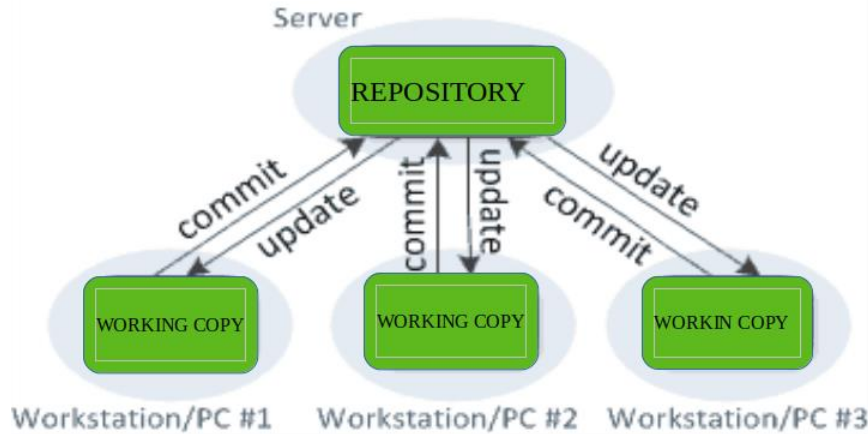 Server
REPOSITORY
commit
update
commit
update
update
commit
WORKING COPY
WORKING COPY
WORKIN COPY
Workstation/PC #1
Workstation/PC #2
Workstation/PC #3